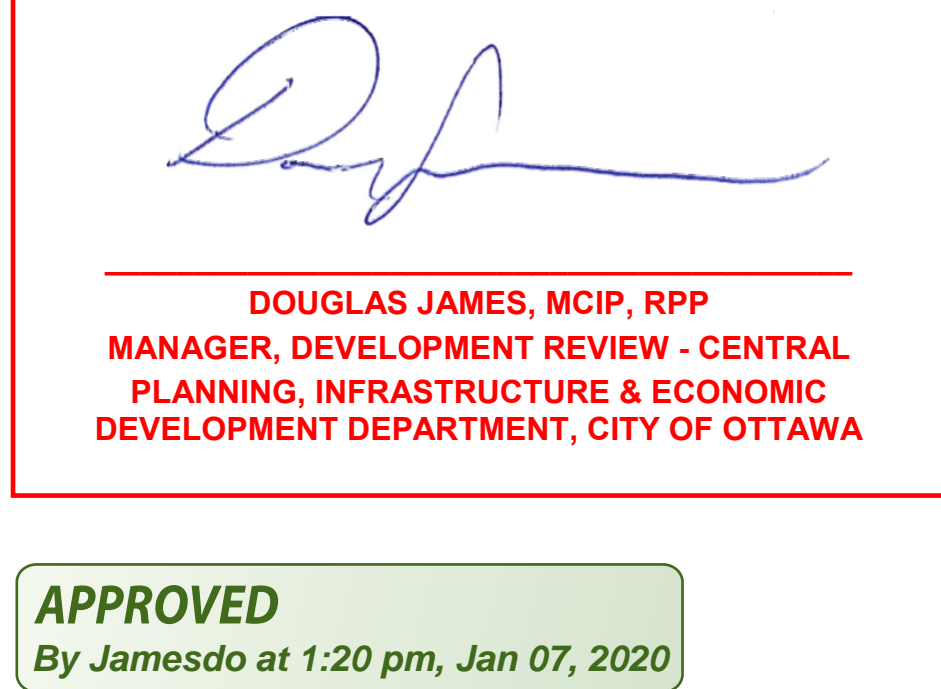 DOUGLAS JAMES, MCIP, RPP
MANAGER, DEVELOPMENT REVIEW - CENTRAL
PLANNING, INFRASTRUCTURE & ECONOMIC
DEVELOPMENT DEPARTMENT, CITY OF OTTAWA
APPROVED
By Jamesdo at 1:20 pm, Jan 07, 2020